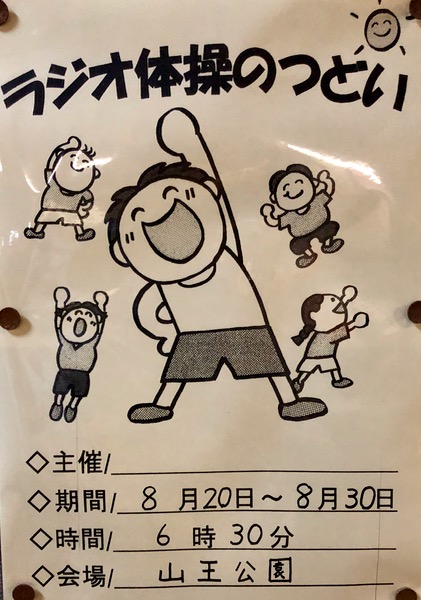 ラジオ体操のつどい
◇主催/
◇期間/ 8月20日~8月30日
◇時間/ 6時30分
◇会場/ 山王公園